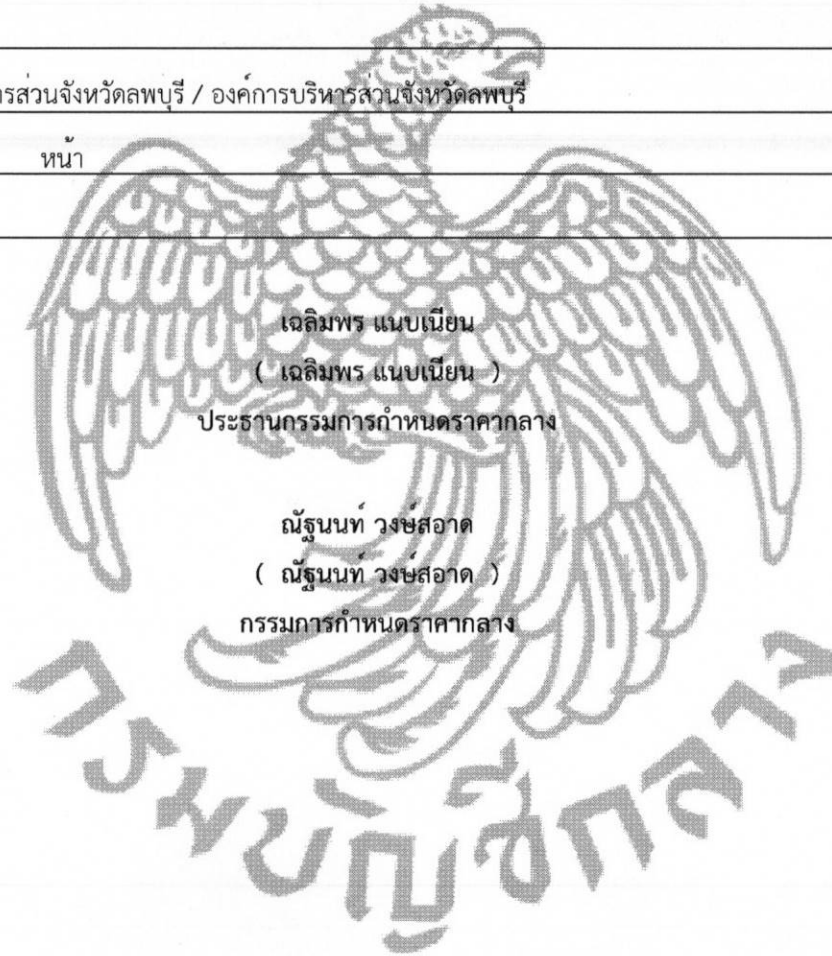 ารส่วนจังหวัดลพบุรี / องค์การบริหารส่วนจังหวัดลพบุรี
หน้า
เฉลิมพร แนบเนียน
( เฉลิมพร แนบเนียน )
ประธานกรรมการกำหนดราคากลาง
ณัฐนนท์ วงษ์สอาด
( ณัฐนนท์ วงษ์สอาด )
กรรมการกำหนดราคากลาง
กรมบัญชีกลาง